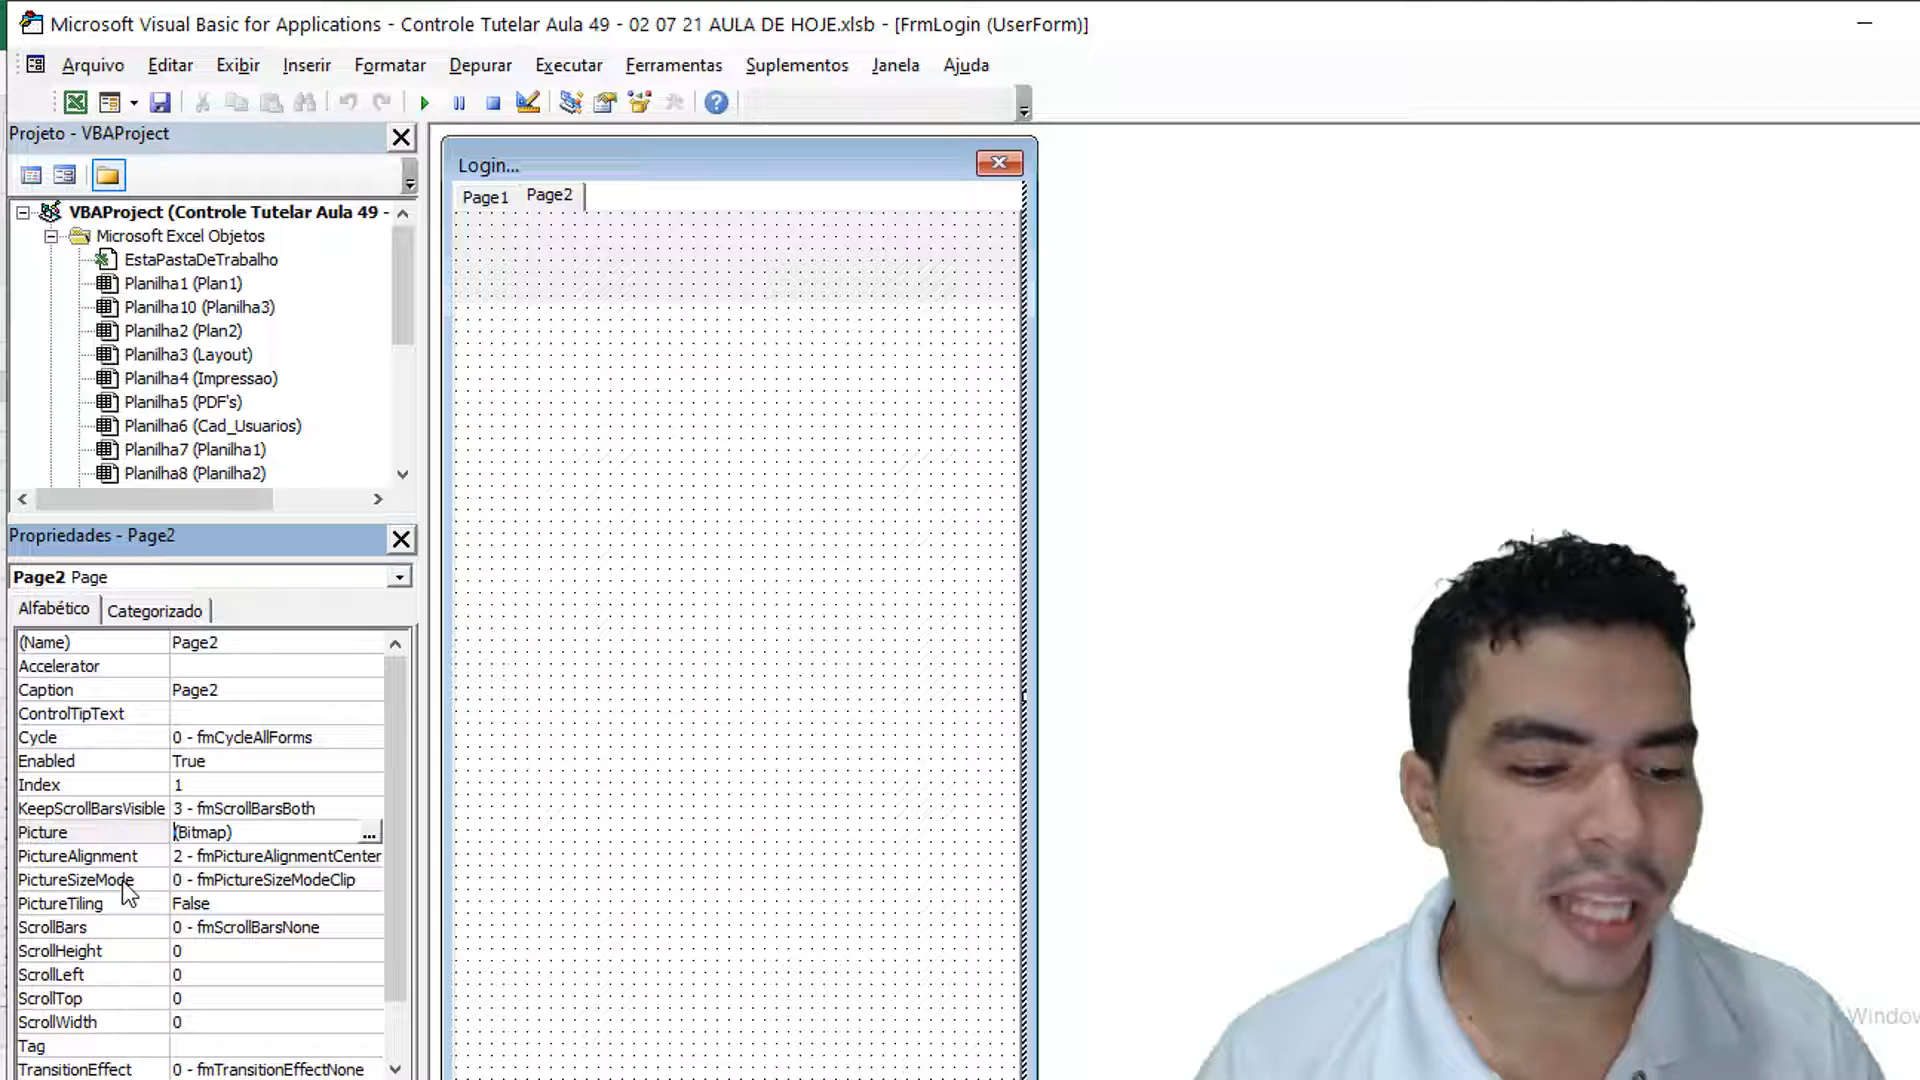 Microsoft Visual Basic for Applications - Controle Tutelar Aula 49 - 02 07 21 AULA DE HOJE.xlsb - [FrmLogin (UserForm)]
Arquivo Editar Exibir Inserir Formatar Depurar Executar Ferramentas Suplementos Janela Ajuda
Projeto - VBAProject
VBAProject (Controle Tutelar Aula 49 -
Microsoft Excel Objetos
EstaPastaDeTrabalho
Planilha1 (Plan1)
Planilha10 (Planilha3)
Planilha2 (Plan2)
Planilha3 (Layout)
Planilha4 (Impressao)
Planilha5 (PDF's)
Planilha6 (Cad_Usuarios)
Planilha7 (Planilha1)
Planilha8 (Planilha2)
Propriedades - Page2
Page2 Page
Alfabético Categorizado
(Name) Page2
Accelerator
Caption Page2
ControlTipText
Cycle 0 - fmCycleAllForms
Enabled True
Index 1
KeepScrollBarsVisible 3 - fmScrollBarsBoth
Picture (Bitmap) ...
PictureAlignment 2 - fmPictureAlignmentCenter
PictureSizeMode 0 - fmPictureSizeModeClip
PictureTiling False
ScrollBars 0 - fmScrollBarsNone
ScrollHeight 0
ScrollLeft 0
ScrollTop 0
ScrollWidth 0
Tag
TransitionEffect 0 - fmTransitionEffectNone
Login...
Page1 Page2
Window